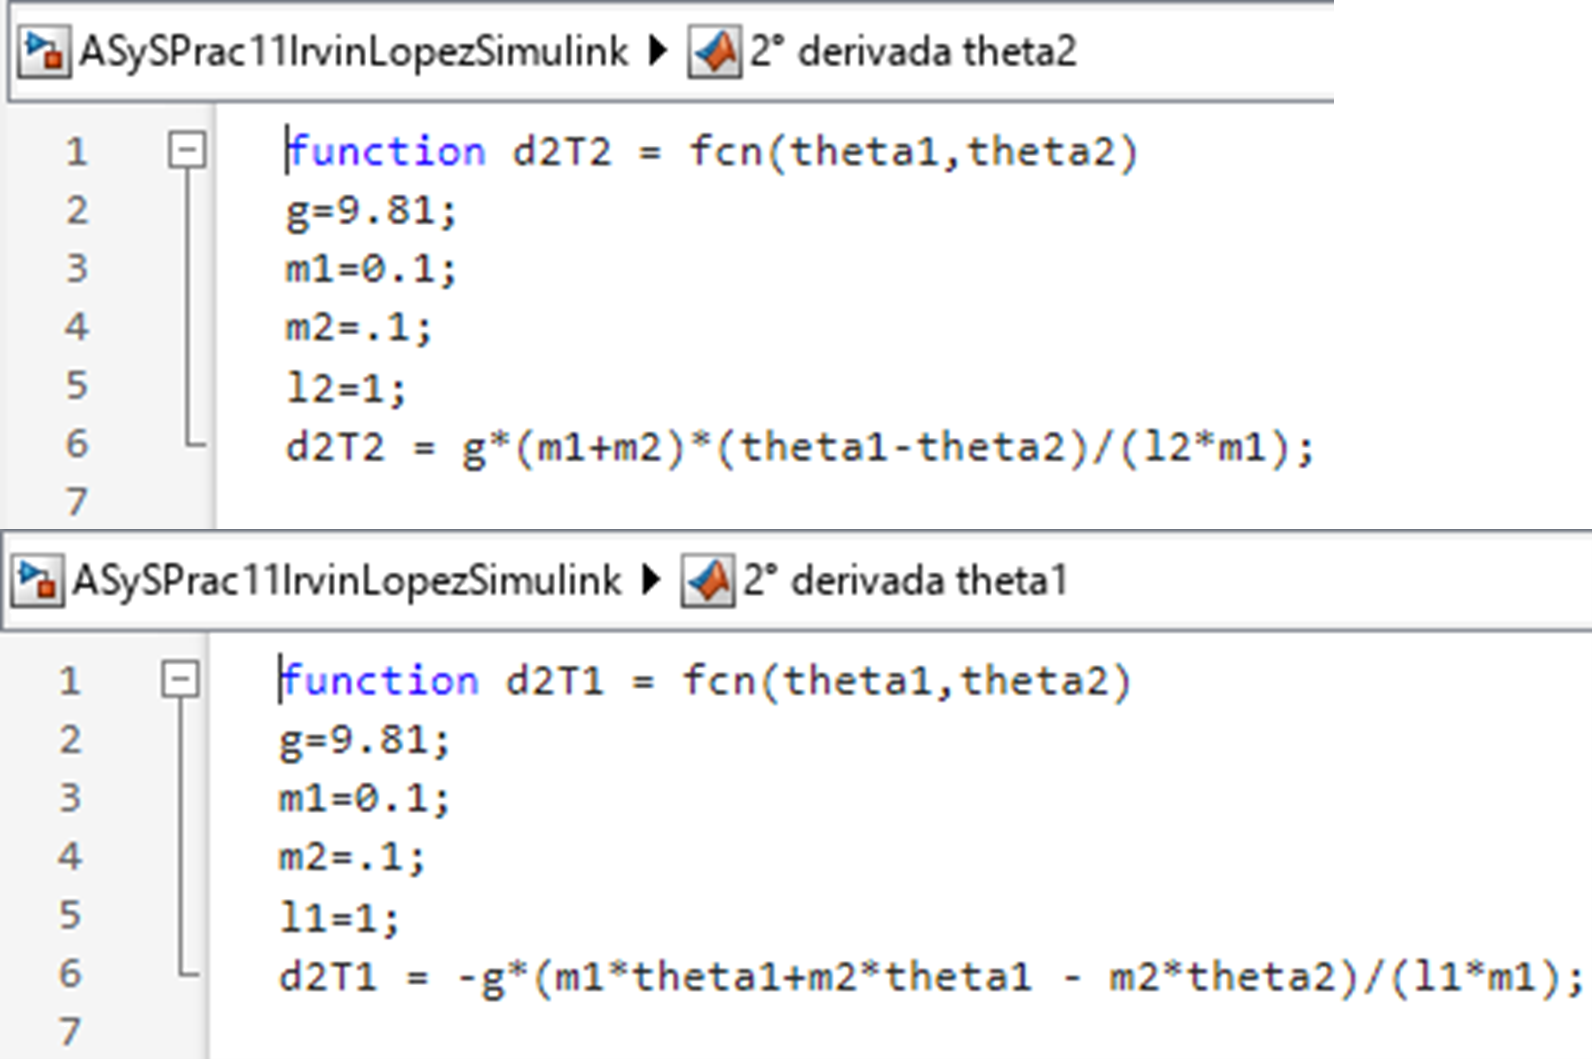 ASySPrac11IrvinLopezSimulink ▶ 2° derivada theta2
1 function d2T2 = fcn(theta1,theta2)
2 g=9.81;
3 m1=0.1;
4 m2=.1;
5 l2=1;
6 d2T2 = g*(m1+m2)*(theta1-theta2)/(l2*m1);
7
ASySPrac11IrvinLopezSimulink ▶ 2° derivada theta1
1 function d2T1 = fcn(theta1,theta2)
2 g=9.81;
3 m1=0.1;
4 m2=.1;
5 l1=1;
6 d2T1 = -g*(m1*theta1+m2*theta1 - m2*theta2)/(l1*m1);
7